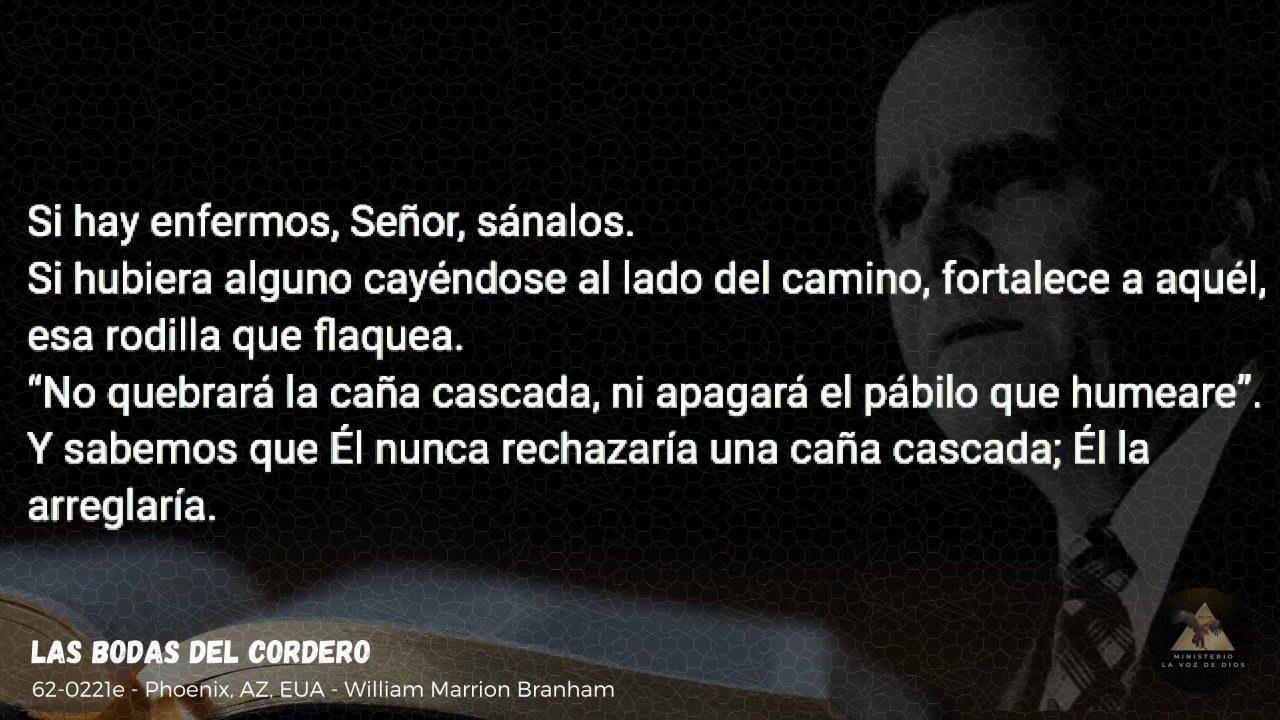 Si hay enfermos, Señor, sánalos.
Si hubiera alguno cayéndose al lado del camino, fortalece a aquél,
esa rodilla que flaquea.
“No quebrará la caña cascada, ni apagará el pábilo que humeare”.
Y sabemos que Él nunca rechazaría una caña cascada; Él la
arreglaría.
LAS BODAS DEL CORDERO
62-0221e - Phoenix, AZ, EUA - William Marrion Branham
MINISTERIO
LA VOZ DE DIOS